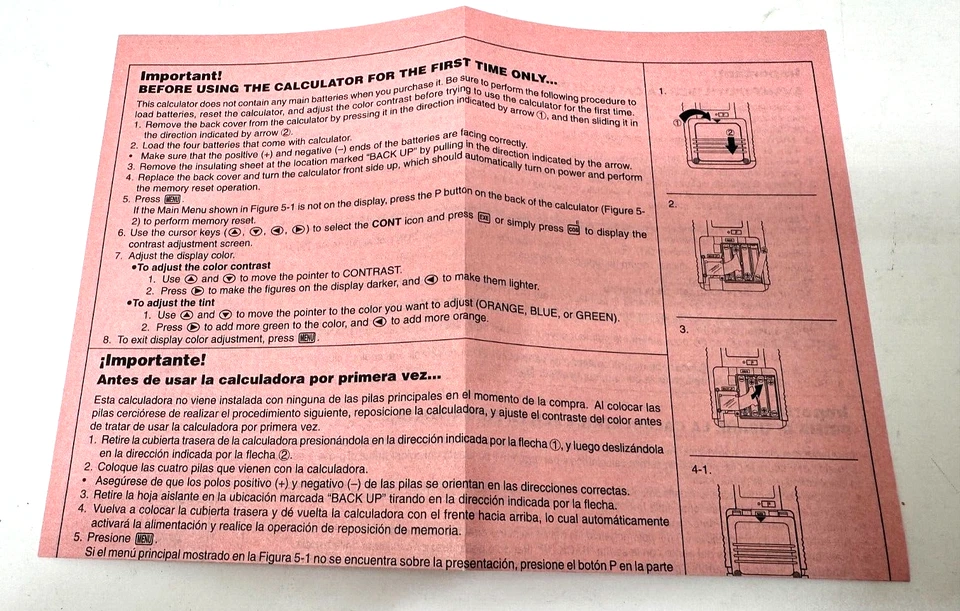 Important!
BEFORE USING THE CALCULATOR FOR THE FIRST TIME ONLY...
This calculator does not contain any main batteries when you purchase it. Be sure to perform the following procedure to
load batteries, reset the calculator, and adjust the color contrast before trying to use the calculator for the first time.
1. Remove the back cover from the calculator by pressing it in the direction indicated by arrow ①, and then sliding it in
the direction indicated by arrow ②.
2. Load the four batteries that come with calculator.
• Make sure that the positive (+) and negative (–) ends of the batteries are facing correctly.
3. Remove the insulating sheet at the location marked "BACK UP" by pulling in the direction indicated by the arrow.
4. Replace the back cover and turn the calculator front side up, which should automatically turn on power and perform
the memory reset operation.
5. Press MENU.
If the Main Menu shown in Figure 5-1 is not on the display, press the P button on the back of the calculator (Figure 5-
2) to perform memory reset.
6. Use the cursor keys (▲, ▼, ◀, ▶) to select the CONT icon and press EXE or simply press COS to display the
contrast adjustment screen.
7. Adjust the display color.
•To adjust the color contrast
1. Use ▲ and ▼ to move the pointer to CONTRAST.
2. Press ▶ to make the figures on the display darker, and ◀ to make them lighter.
•To adjust the tint
1. Use ▲ and ▼ to move the pointer to the color you want to adjust (ORANGE, BLUE, or GREEN).
2. Press ▶ to add more green to the color, and ◀ to add more orange.
8. To exit display color adjustment, press MENU.
¡Importante!
Antes de usar la calculadora por primera vez...
Esta calculadora no viene instalada con ninguna de las pilas principales en el momento de la compra. Al colocar las
pilas cerciórese de realizar el procedimiento siguiente, reposicione la calculadora, y ajuste el contraste del color antes
de tratar de usar la calculadora por primera vez.
1. Retire la cubierta trasera de la calculadora presionándola en la dirección indicada por la flecha ①, y luego deslizándola
en la dirección indicada por la flecha ②.
2. Coloque las cuatro pilas que vienen con la calculadora.
• Asegúrese de que los polos positivo (+) y negativo (–) de las pilas se orientan en las direcciones correctas.
3. Retire la hoja aislante en la ubicación marcada "BACK UP" tirando en la dirección indicada por la flecha.
4. Vuelva a colocar la cubierta trasera y dé vuelta la calculadora con el frente hacia arriba, lo cual automáticamente
activará la alimentación y realice la operación de reposición de memoria.
5. Presione MENU.
Si el menú principal mostrado en la Figura 5-1 no se encuentra sobre la presentación, presione el botón P en la parte
1.
①
②
P
2.
P
3.
P
4-1.
P